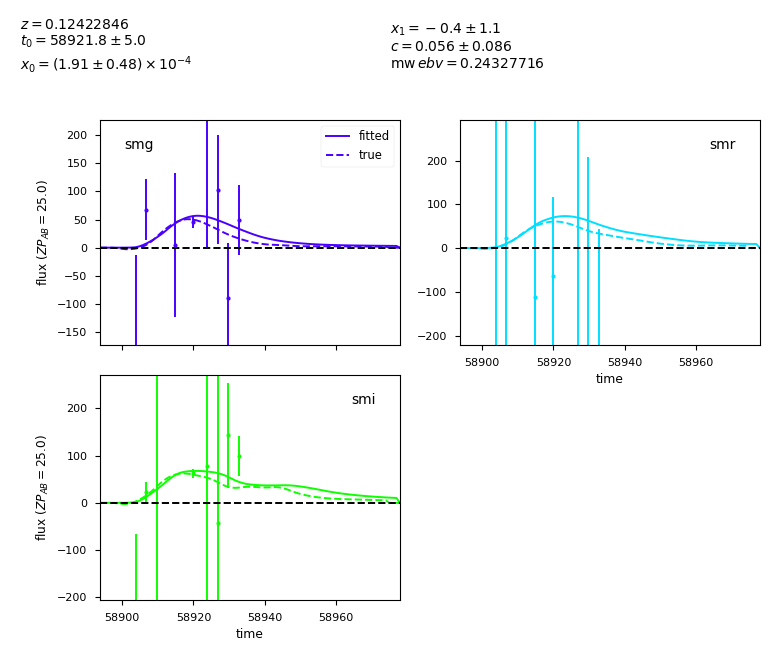 z = 0.12422846
t₀ = 58921.8 ± 5.0
x₀ = (1.91 ± 0.48) × 10⁻⁴
x₁ = −0.4 ± 1.1
c = 0.056 ± 0.086
mw ebv = 0.24327716
smg
fitted
true
200
150
100
50
0
−50
−100
−150
flux (ZP_AB = 25.0)
smr
200
100
0
−100
−200
58900 58920 58940 58960
time
smi
200
100
0
−100
−200
flux (ZP_AB = 25.0)
58900 58920 58940 58960
time